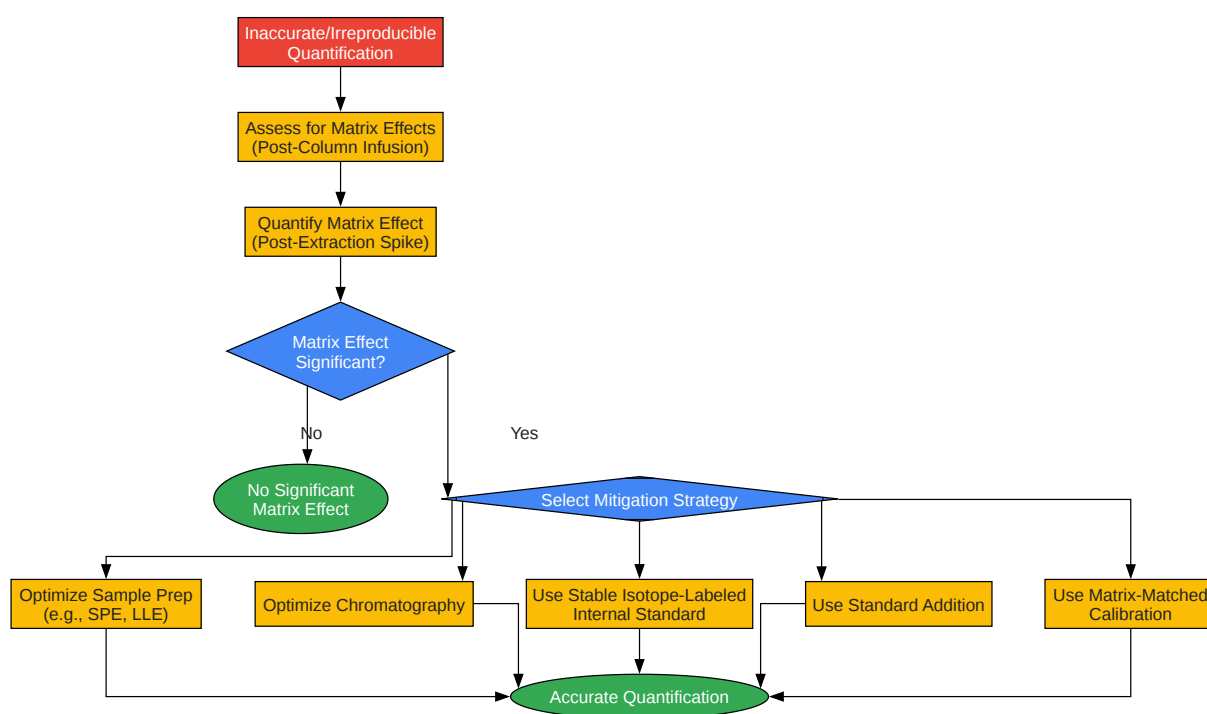 Inaccurate/Irreproducible
Quantification
Assess for Matrix Effects
(Post-Column Infusion)
Quantify Matrix Effect
(Post-Extraction Spike)
Matrix Effect
Significant?
No
Yes
No Significant
Matrix Effect
Select Mitigation Strategy
Optimize Sample Prep
(e.g., SPE, LLE)
Optimize Chromatography
Use Stable Isotope-Labeled
Internal Standard
Use Standard Addition
Use Matrix-Matched
Calibration
Accurate Quantification